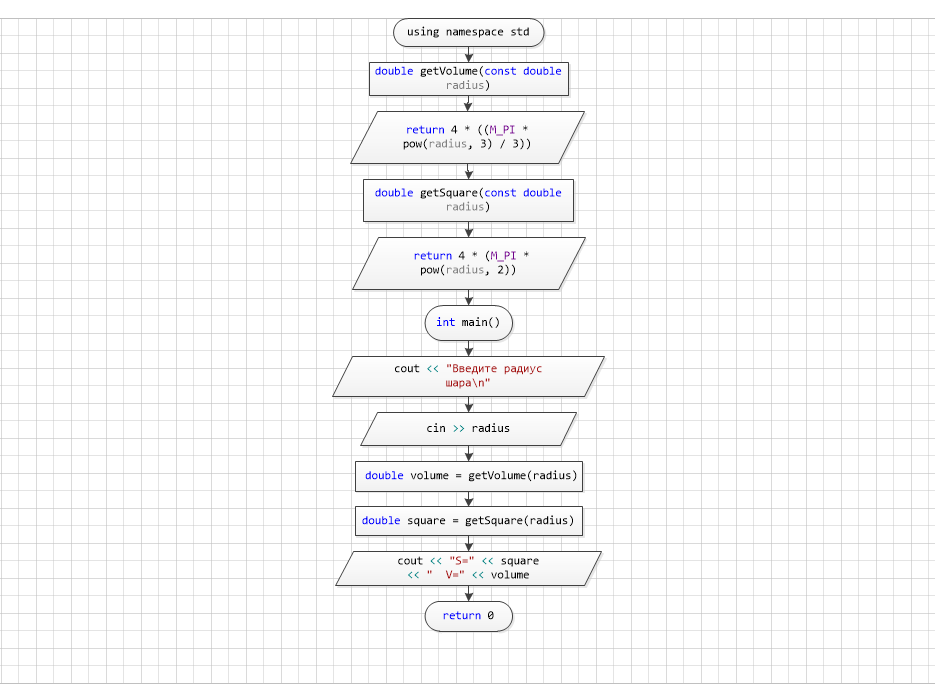 using namespace std
double getVolume(const double
radius)
return 4 * ((M_PI *
pow(radius, 3) / 3))
double getSquare(const double
radius)
return 4 * (M_PI *
pow(radius, 2))
int main()
cout << "Введите радиус
шара\n"
cin >> radius
double volume = getVolume(radius)
double square = getSquare(radius)
cout << "S=" << square
<< "  V=" << volume
return 0